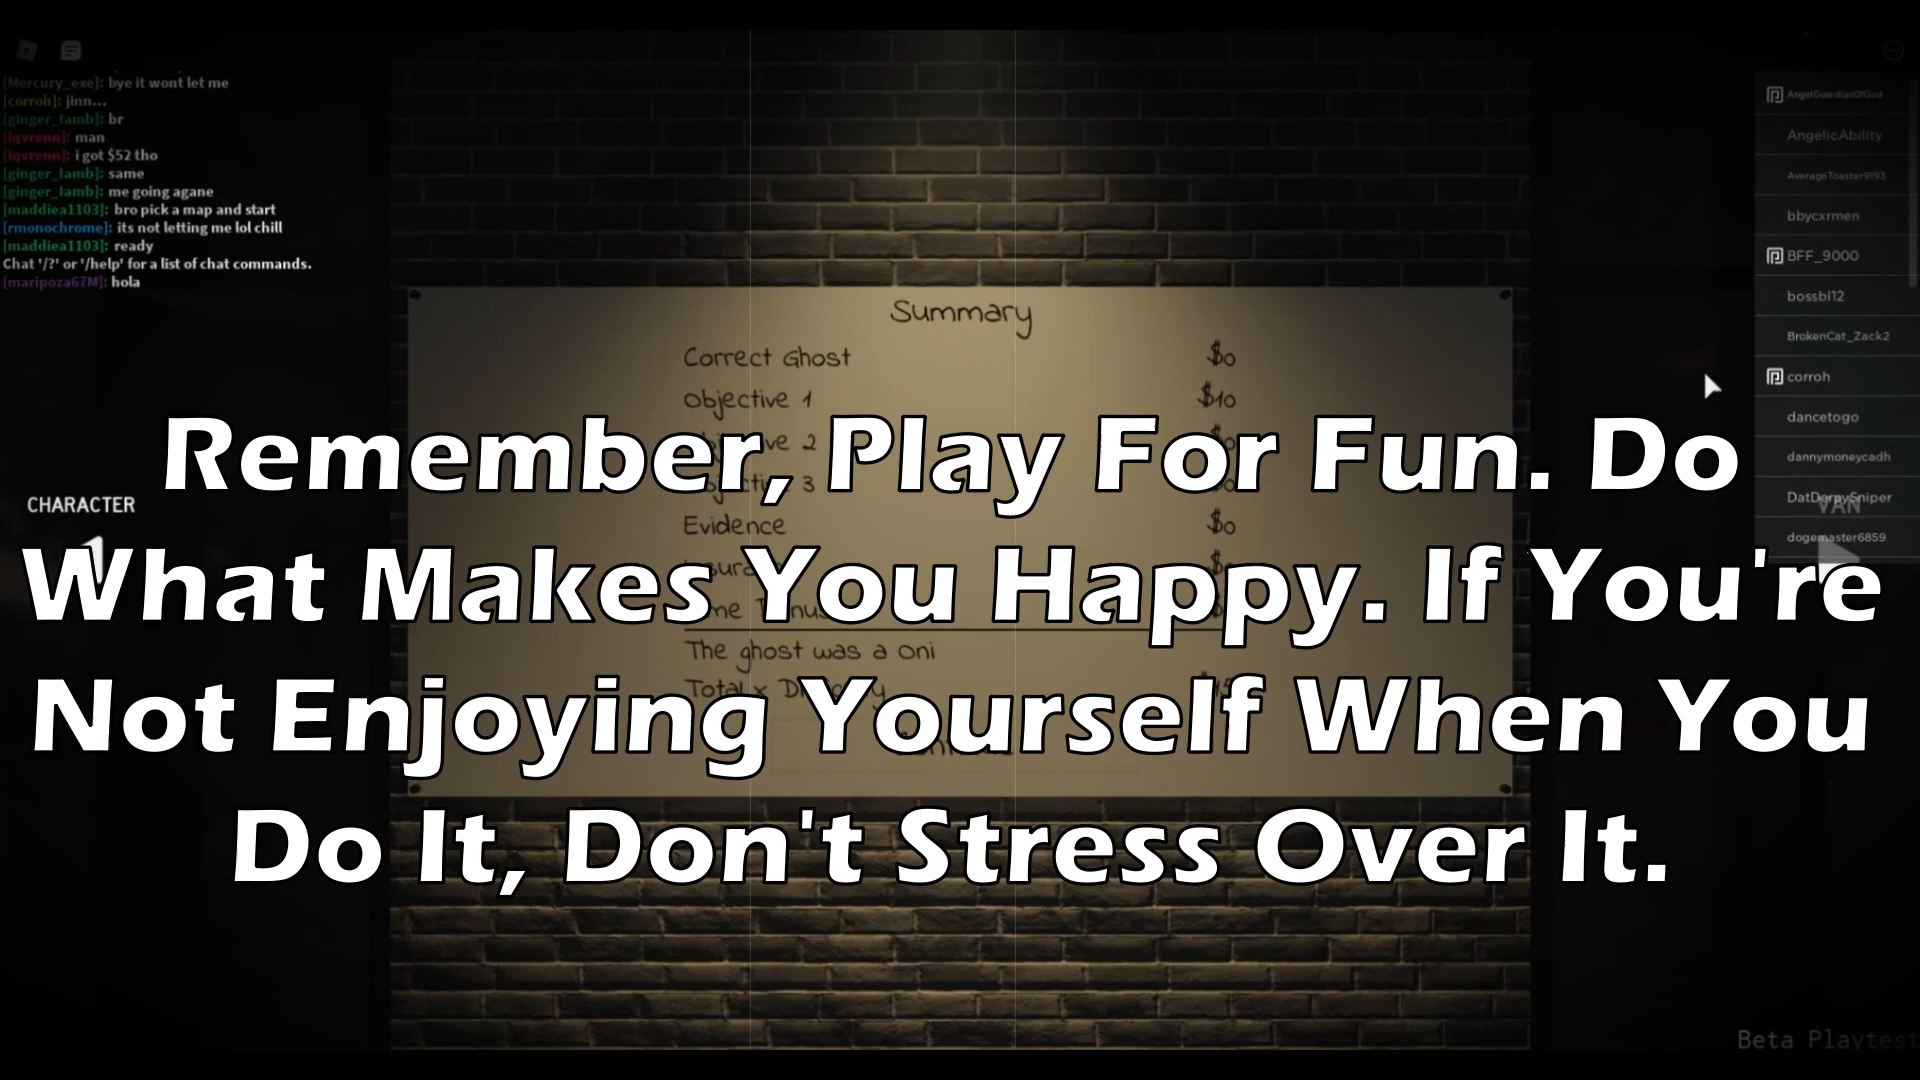 [Mercury_exe]: bye it wont let me
[corroh]: jinn...
[ginger_lamb]: br
[lqvrenn]: man
[lqvrenn]: i got $52 tho
[ginger_lamb]: same
[ginger_lamb]: me going agane
[maddiea1103]: bro pick a map and start
[rmonochrome]: its not letting me lol chill
[maddiea1103]: ready
Chat '/?' or '/help' for a list of chat commands.
[maripoza67M]: hola
CHARACTER
Summary
Correct Ghost $0
Objective 1 $10
2
3
Evidence $0
The ghost was a Oni
Total x
Remember, Play For Fun. Do
What Makes You Happy. If You're
Not Enjoying Yourself When You
Do It, Don't Stress Over It.
AngelGuardianOfGod
AngelicAbility
AverageToaster9193
bbycxrmen
BFF_9000
bossbl12
BrokenCat_Zack2
corroh
dancetogo
dannymoneycadh
DatDerpySniper
VAN
dogemaster6859
Beta Playtest